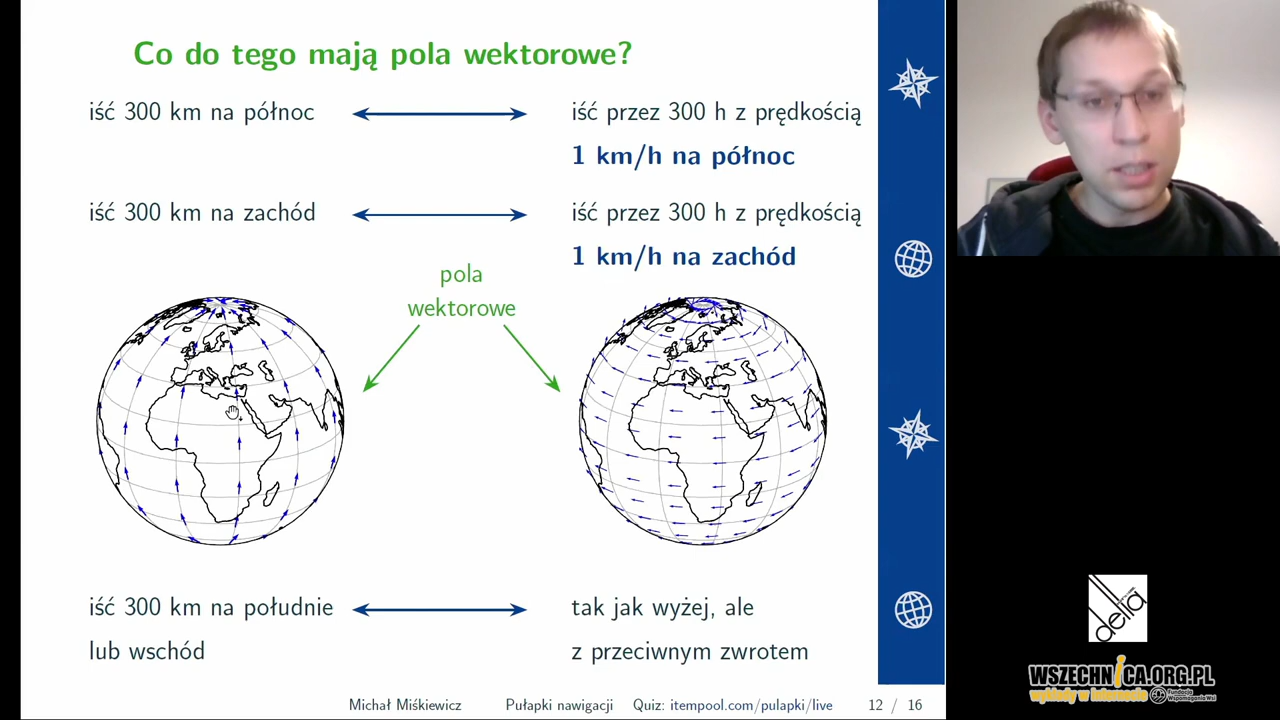 Co do tego mają pola wektorowe?
iść 300 km na północ
iść przez 300 h z prędkością
1 km/h na północ
iść 300 km na zachód
iść przez 300 h z prędkością
1 km/h na zachód
pola
wektorowe
iść 300 km na południe
lub wschód
tak jak wyżej, ale
z przeciwnym zwrotem
Michał Miśkiewicz Pułapki nawigacji Quiz: itempool.com/pulapki/live 12 / 16
delta
WSZECHNICA.ORG.PL
wykłady w internecie
Fundacja
Wspomagania Wsi